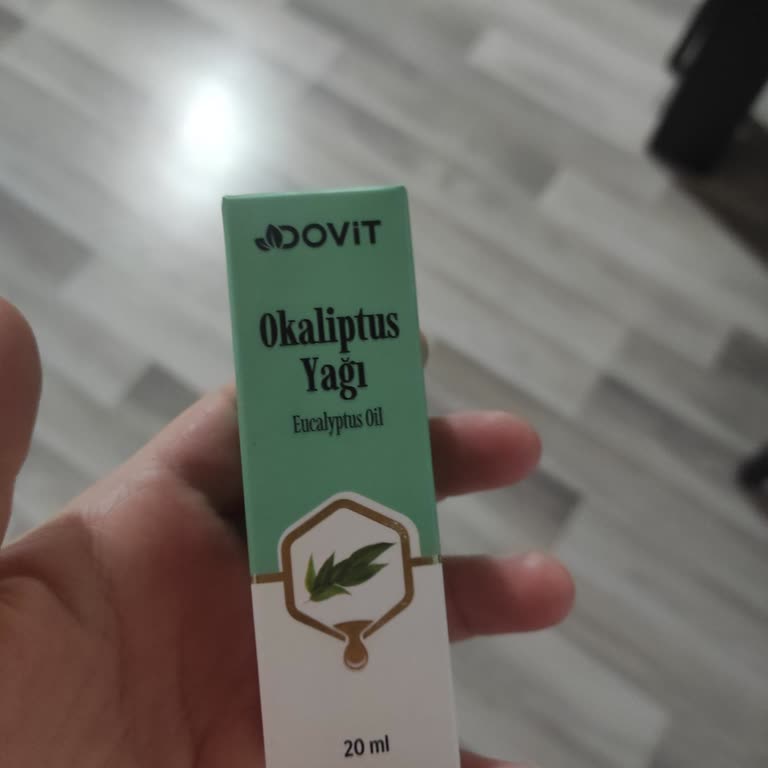 DOViT
Okaliptus
Yağı
Eucalyptus Oil
20 ml